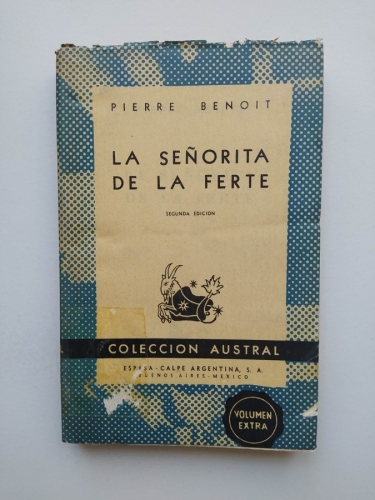 PIERRE BENOIT
LA SEÑORITA
DE LA FERTE
SEGUNDA EDICION
COLECCION AUSTRAL
ESPASA-CALPE ARGENTINA, S. A.
BUENOS AIRES-MEXICO
VOLUMEN
EXTRA